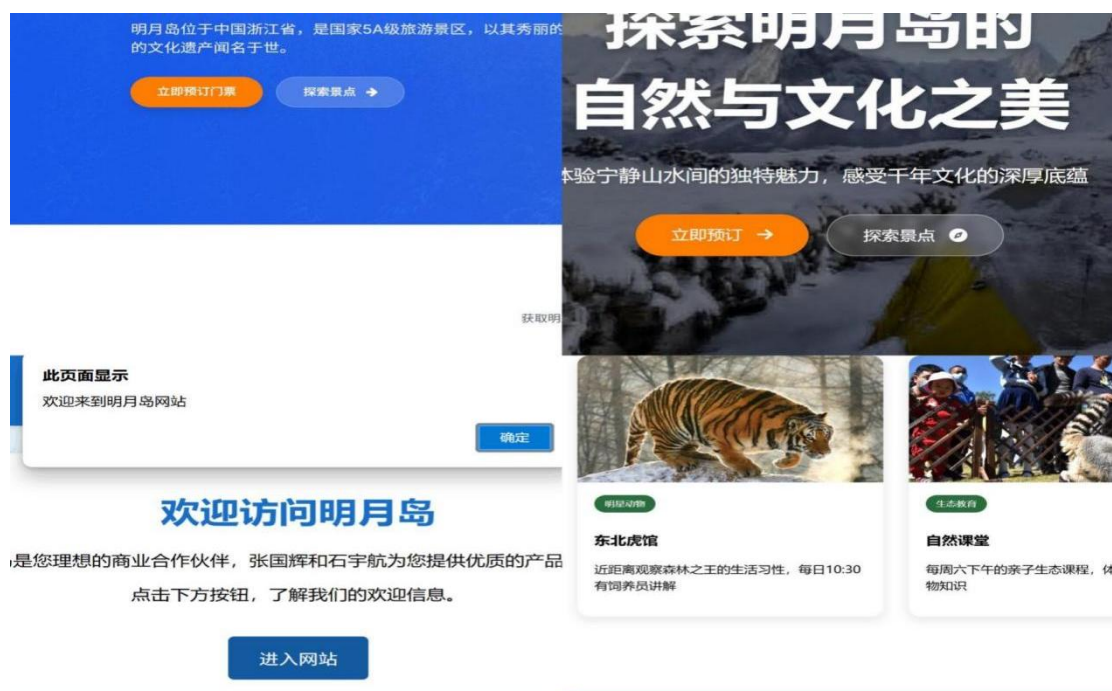 明月岛位于中国浙江省，是国家5A级旅游景区，以其秀丽的
的文化遗产闻名于世。
立即预订门票
探索景点
获取明
探索明月岛的
自然与文化之美
体验宁静山水间的独特魅力，感受千年文化的深厚底蕴
立即预订
探索景点
此页面显示
欢迎来到明月岛网站
确定
欢迎访问明月岛
是您理想的商业合作伙伴，张国辉和石宇航为您提供优质的产品
点击下方按钮，了解我们的欢迎信息。
进入网站
明星动物
东北虎馆
近距离观察森林之王的生活习性，每日10:30
有饲养员讲解
生态教育
自然课堂
每周六下午的亲子生态课程，体
物知识